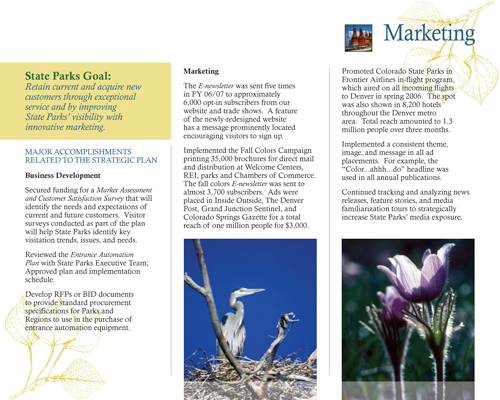 Marketing
State Parks Goal:
Retain current and acquire new
customers through exceptional
service and by improving
State Parks' visibility with
innovative marketing.
MAJOR ACCOMPLISHMENTS
RELATED TO THE STRATEGIC PLAN
Business Development
Secured funding for a Market Assessment
and Customer Satisfaction Survey that will
identify the needs and expectations of
current and future customers. Visitor
surveys conducted as part of the plan
will help State Parks identify key
visitation trends, issues, and needs.
Reviewed the Entrance Automation
Plan with State Parks Executive Team;
Approved plan and implementation
schedule.
Develop RFPs or BID documents
to provide standard procurement
specifications for Parks and
Regions to use in the purchase of
entrance automation equipment.
Marketing
The E-newsletter was sent five times
in FY 06/07 to approximately
6,000 opt-in subscribers from our
website and trade shows. A feature
of the newly-redesigned website
has a message prominently located
encouraging visitors to sign up.
Implemented the Fall Colors Campaign
printing 35,000 brochures for direct mail
and distribution at Welcome Centers,
REI, parks and Chambers of Commerce.
The fall colors E-newsletter was sent to
almost 3,700 subscribers. Ads were
placed in Inside Outside, The Denver
Post, Grand Junction Sentinel, and
Colorado Springs Gazette for a total
reach of one million people for $3,000.
Promoted Colorado State Parks in
Frontier Airlines in-flight program,
which aired on all incoming flights
to Denver in spring 2006. The spot
was also shown in 8,200 hotels
throughout the Denver metro
area. Total reach amounted to 1.3
million people over three months.
Implemented a consistent theme,
image, and message in all ad
placements. For example, the
"Color...ahhh...do" headline was
used in all annual publications.
Continued tracking and analyzing news
releases, feature stories, and media
familiarization tours to strategically
increase State Parks' media exposure.